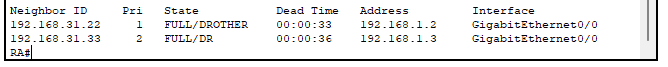 Neighbor ID     Pri   State           Dead Time   Address         Interface
192.168.31.22     1   FULL/DROTHER    00:00:33    192.168.1.2     GigabitEthernet0/0
192.168.31.33     2   FULL/DR         00:00:36    192.168.1.3     GigabitEthernet0/0
RA#